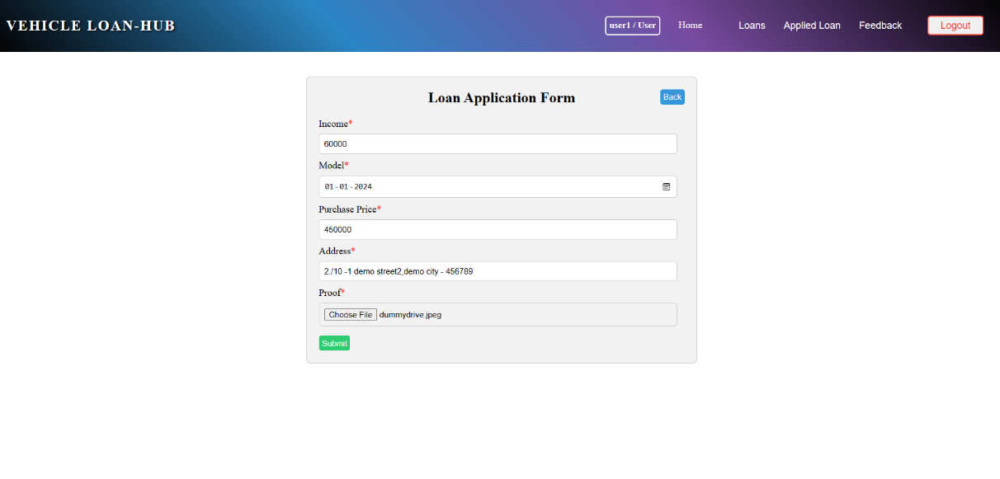 VEHICLE LOAN-HUB
user1 / User
Home
Loans
Applied Loan
Feedback
Logout
Loan Application Form
Back
Income*
60000
Model*
01-01-2024
Purchase Price*
450000
Address*
2./10 -1 demo street2,demo city - 456789
Proof*
Choose File dummydrive.jpeg
Submit